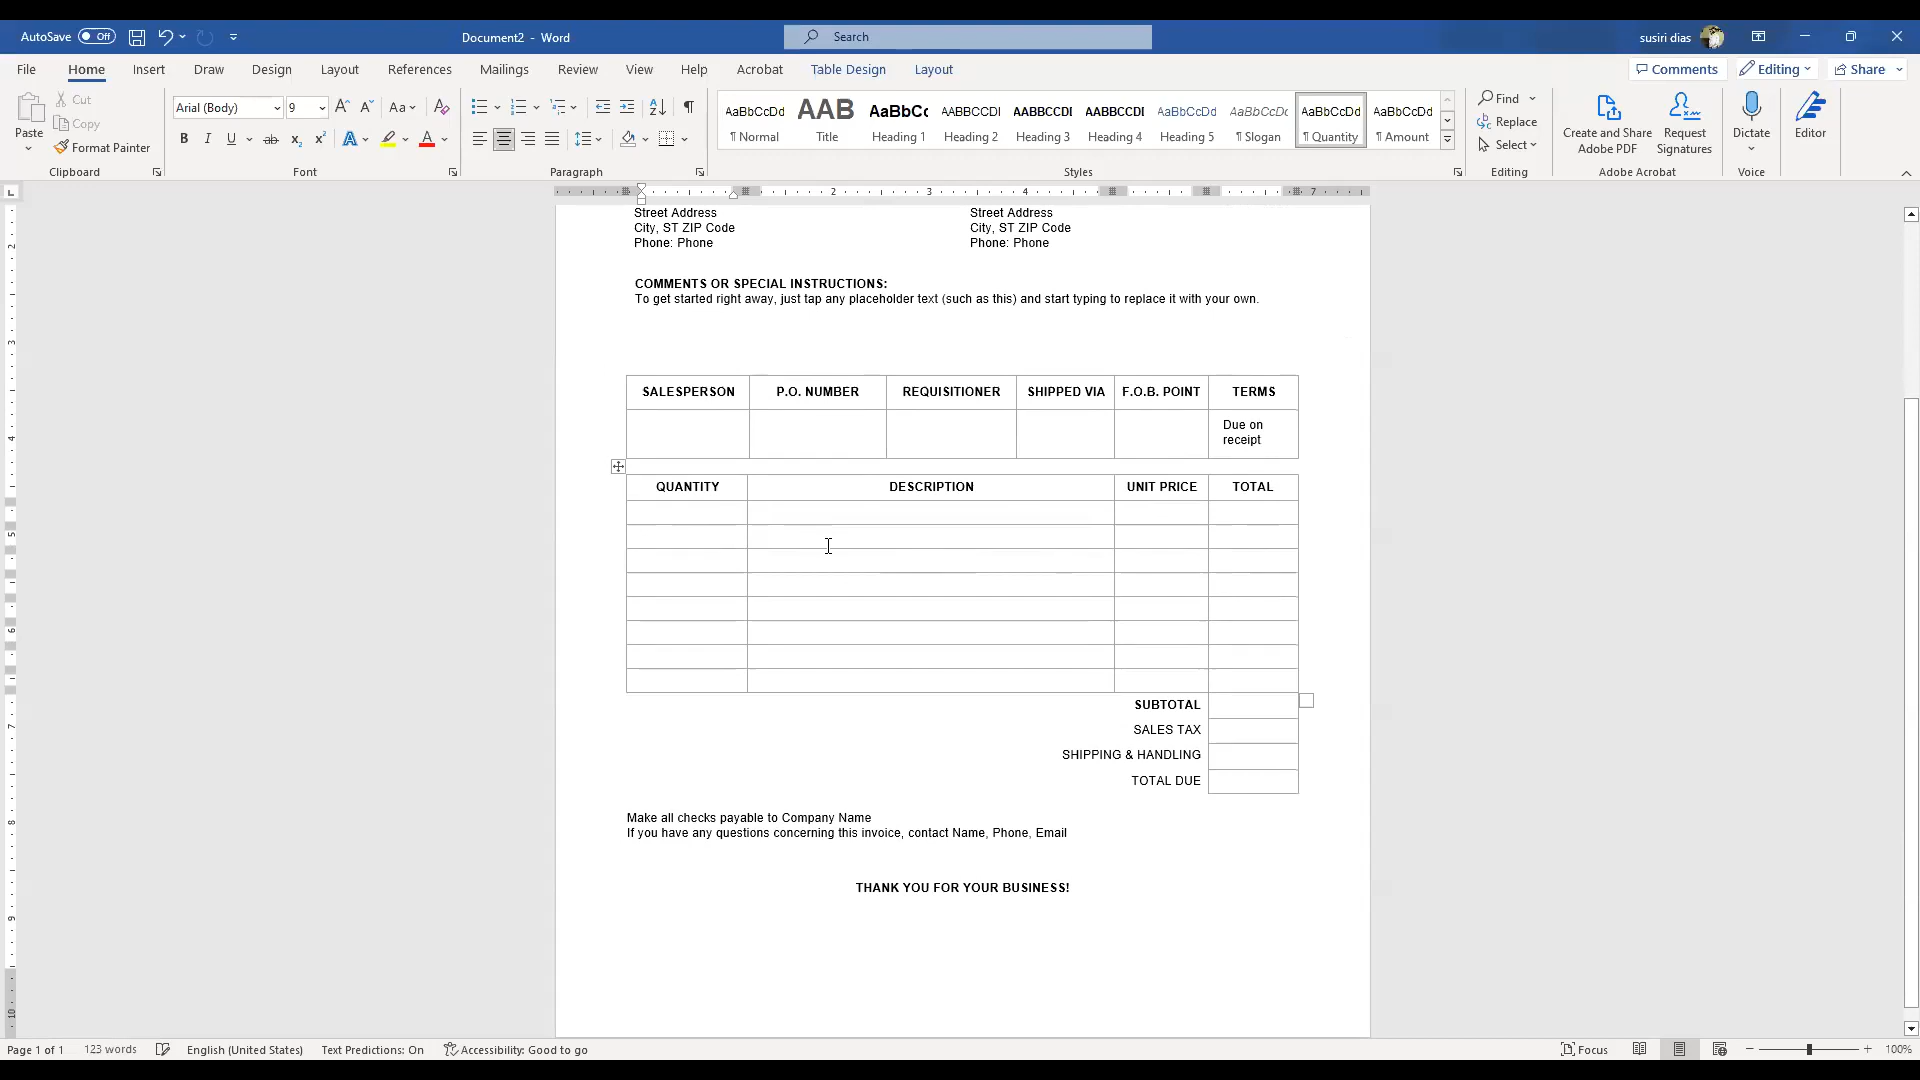 AutoSave Off
Document2 - Word
Search
susiri dias
File Home Insert Draw Design Layout References Mailings Review View Help Acrobat Table Design Layout
Comments Editing Share
Paste
Cut
Copy
Format Painter
Clipboard
Arial (Body) 9
Font
Paragraph
AaBbCcDd AAB AaBbCc AABBCCDI AABBCCDI AABBCCDI AaBbCcDd AaBbCcDd AaBbCcDd AaBbCcDd
¶ Normal Title Heading 1 Heading 2 Heading 3 Heading 4 Heading 5 ¶ Slogan ¶ Quantity ¶ Amount
Styles
Find
Replace
Select
Editing
Create and Share
Adobe PDF
Request
Signatures
Adobe Acrobat
Dictate
Voice
Editor
2 3 4 7
Street Address Street Address
City, ST ZIP Code City, ST ZIP Code
Phone: Phone Phone: Phone
COMMENTS OR SPECIAL INSTRUCTIONS:
To get started right away, just tap any placeholder text (such as this) and start typing to replace it with your own.
SALESPERSON P.O. NUMBER REQUISITIONER SHIPPED VIA F.O.B. POINT TERMS
Due on
receipt
QUANTITY DESCRIPTION UNIT PRICE TOTAL
SUBTOTAL
SALES TAX
SHIPPING & HANDLING
TOTAL DUE
Make all checks payable to Company Name
If you have any questions concerning this invoice, contact Name, Phone, Email
THANK YOU FOR YOUR BUSINESS!
Page 1 of 1 123 words English (United States) Text Predictions: On Accessibility: Good to go
Focus 100%